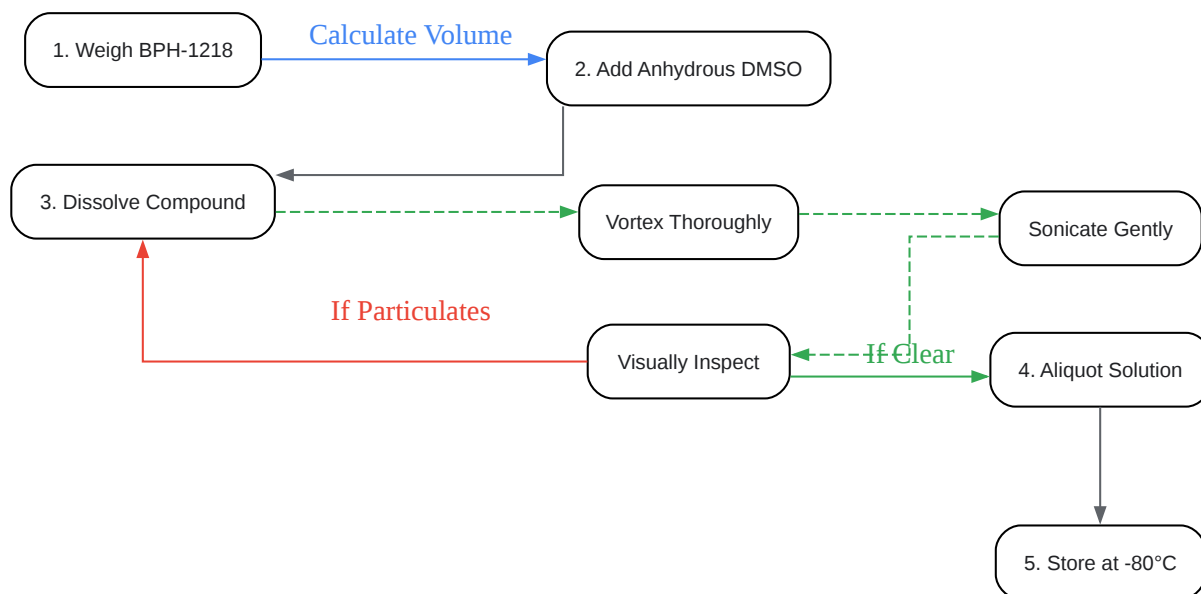 1. Weigh BPH-1218
Calculate Volume
2. Add Anhydrous DMSO
3. Dissolve Compound
Vortex Thoroughly
Sonicate Gently
If Particulates
Visually Inspect
If Clear
4. Aliquot Solution
5. Store at -80°C